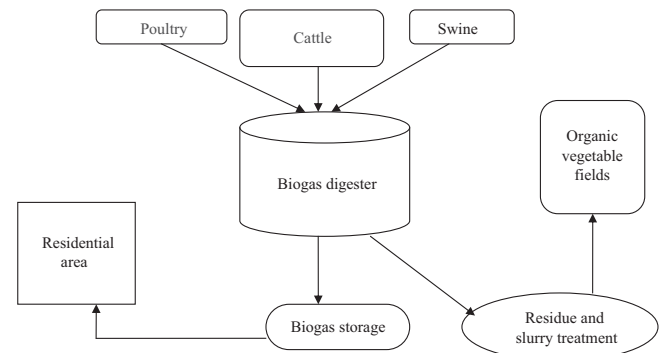 Poultry
Cattle
Swine
Biogas digester
Organic
vegetable
fields
Residential
area
Biogas storage
Residue and
slurry treatment